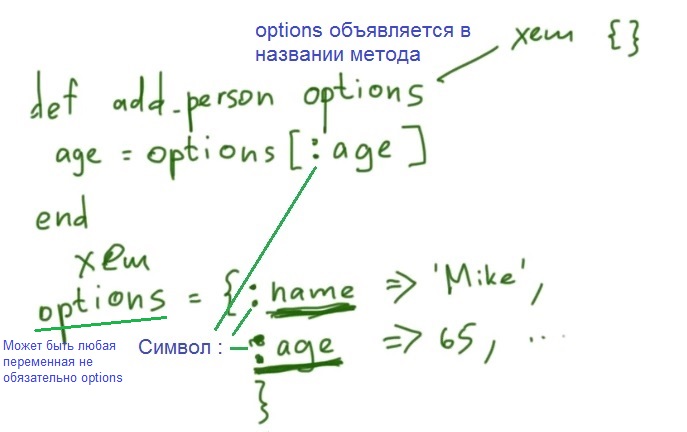 options объявляется в
названии метода
хеш {}
def add_person options
age = options[:age]
end
хеш
options = {:name => 'Mike',
Может быть любая
переменная не
обязательно options
Символ :
:age => 65, ...
}